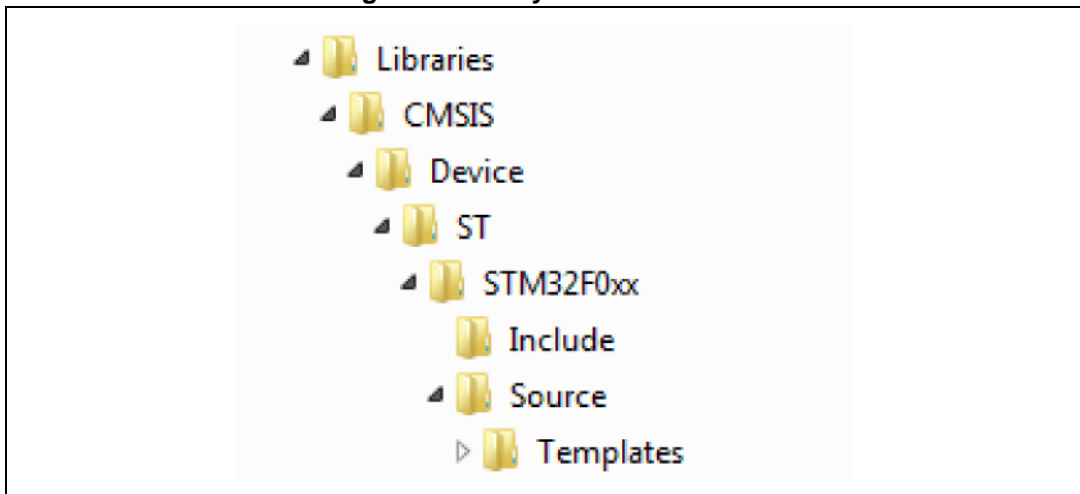 Libraries
CMSIS
Device
ST
STM32F0xx
Include
Source
Templates